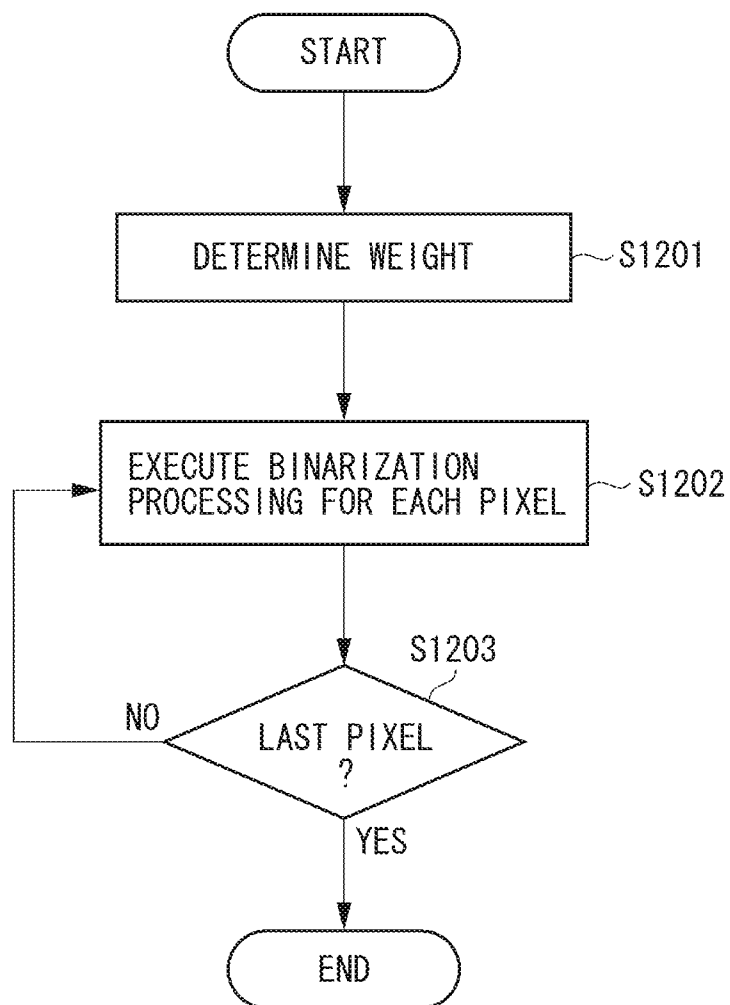 START
DETERMINE WEIGHT
S1201
EXECUTE BINARIZATION
PROCESSING FOR EACH PIXEL
S1202
S1203
NO
LAST PIXEL
?
YES
END